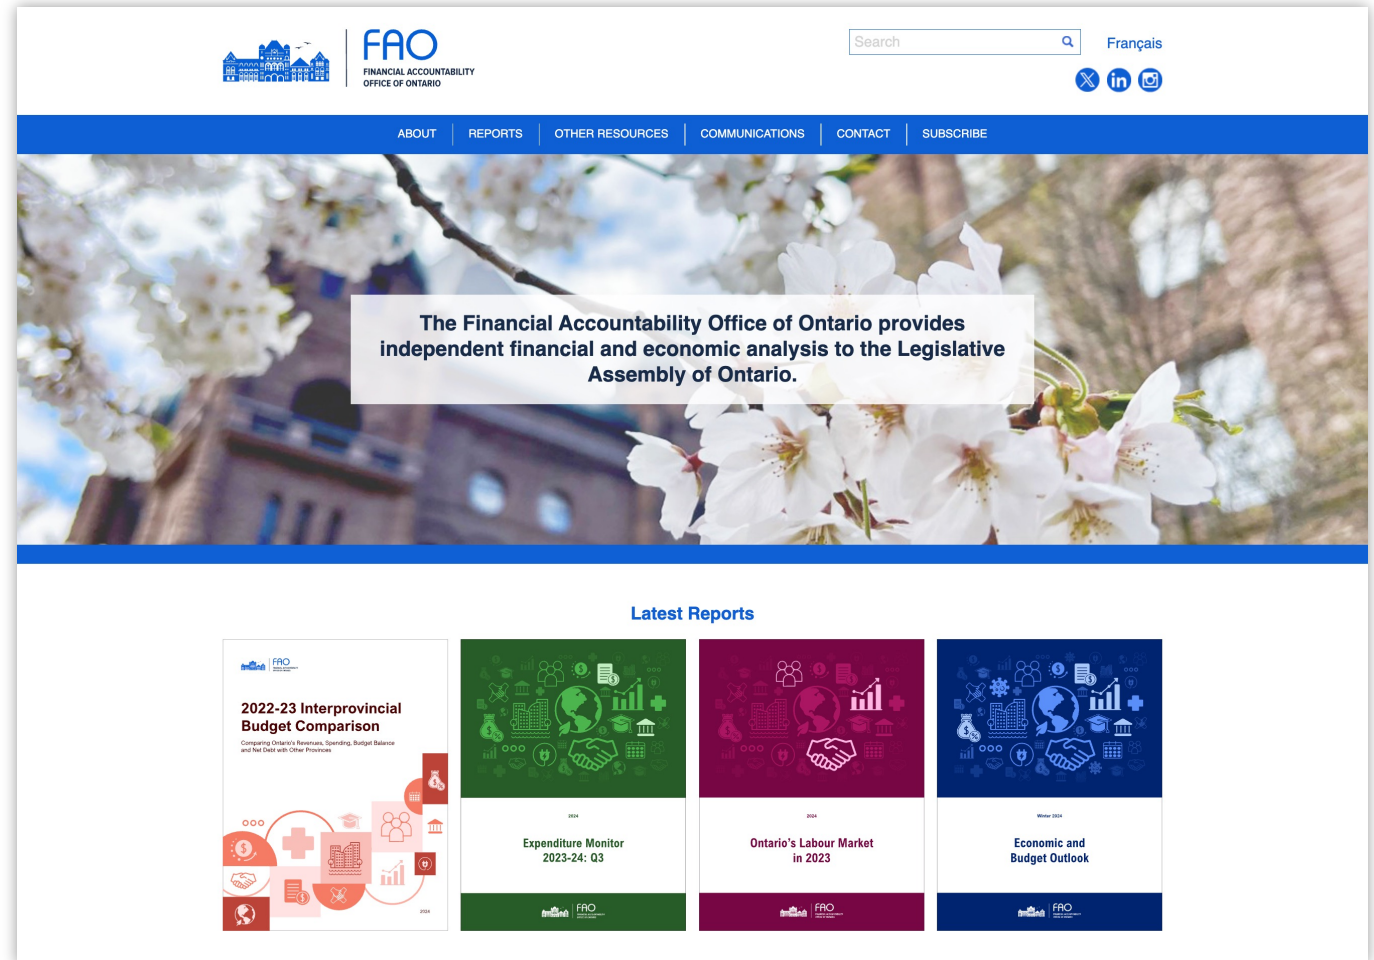 FAO
FINANCIAL ACCOUNTABILITY
OFFICE OF ONTARIO
Search
Français
ABOUT
REPORTS
OTHER RESOURCES
COMMUNICATIONS
CONTACT
SUBSCRIBE
The Financial Accountability Office of Ontario provides
independent financial and economic analysis to the Legislative
Assembly of Ontario.
Latest Reports
FAO
2022-23 Interprovincial
Budget Comparison
Comparing Ontario's Revenues, Spending, Budget Balance
and Net Debt with Other Provinces
2024
2024
Expenditure Monitor
2023-24: Q3
FAO
2024
Ontario's Labour Market
in 2023
FAO
Winter 2024
Economic and
Budget Outlook
FAO